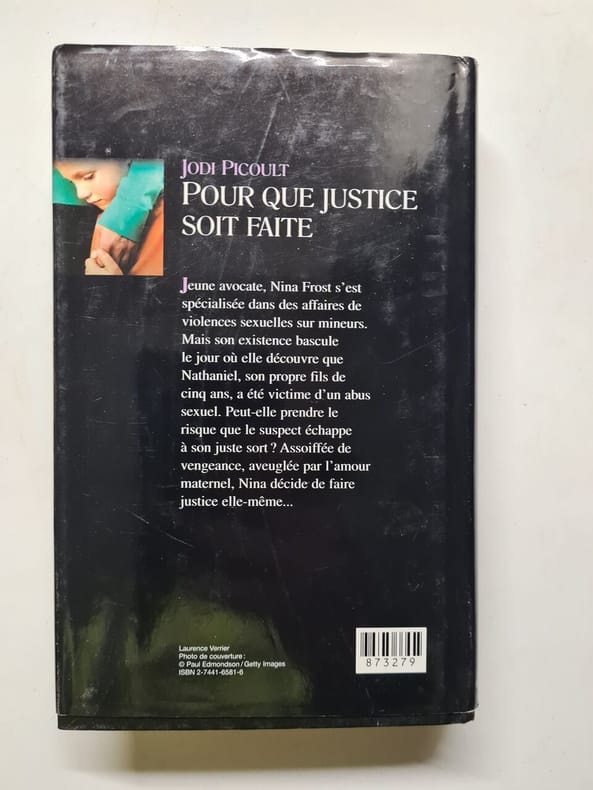 JODI PICOULT
POUR QUE JUSTICE
SOIT FAITE
Jeune avocate, Nina Frost s'est
spécialisée dans des affaires de
violences sexuelles sur mineurs.
Mais son existence bascule
le jour où elle découvre que
Nathaniel, son propre fils de
cinq ans, a été victime d'un abus
sexuel. Peut-elle prendre le
risque que le suspect échappe
à son juste sort ? Assoiffée de
vengeance, aveuglée par l'amour
maternel, Nina décide de faire
justice elle-même...
Laurence Verrier
Photo de couverture :
© Paul Edmondson / Getty Images
ISBN 2-7441-6581-6
873279